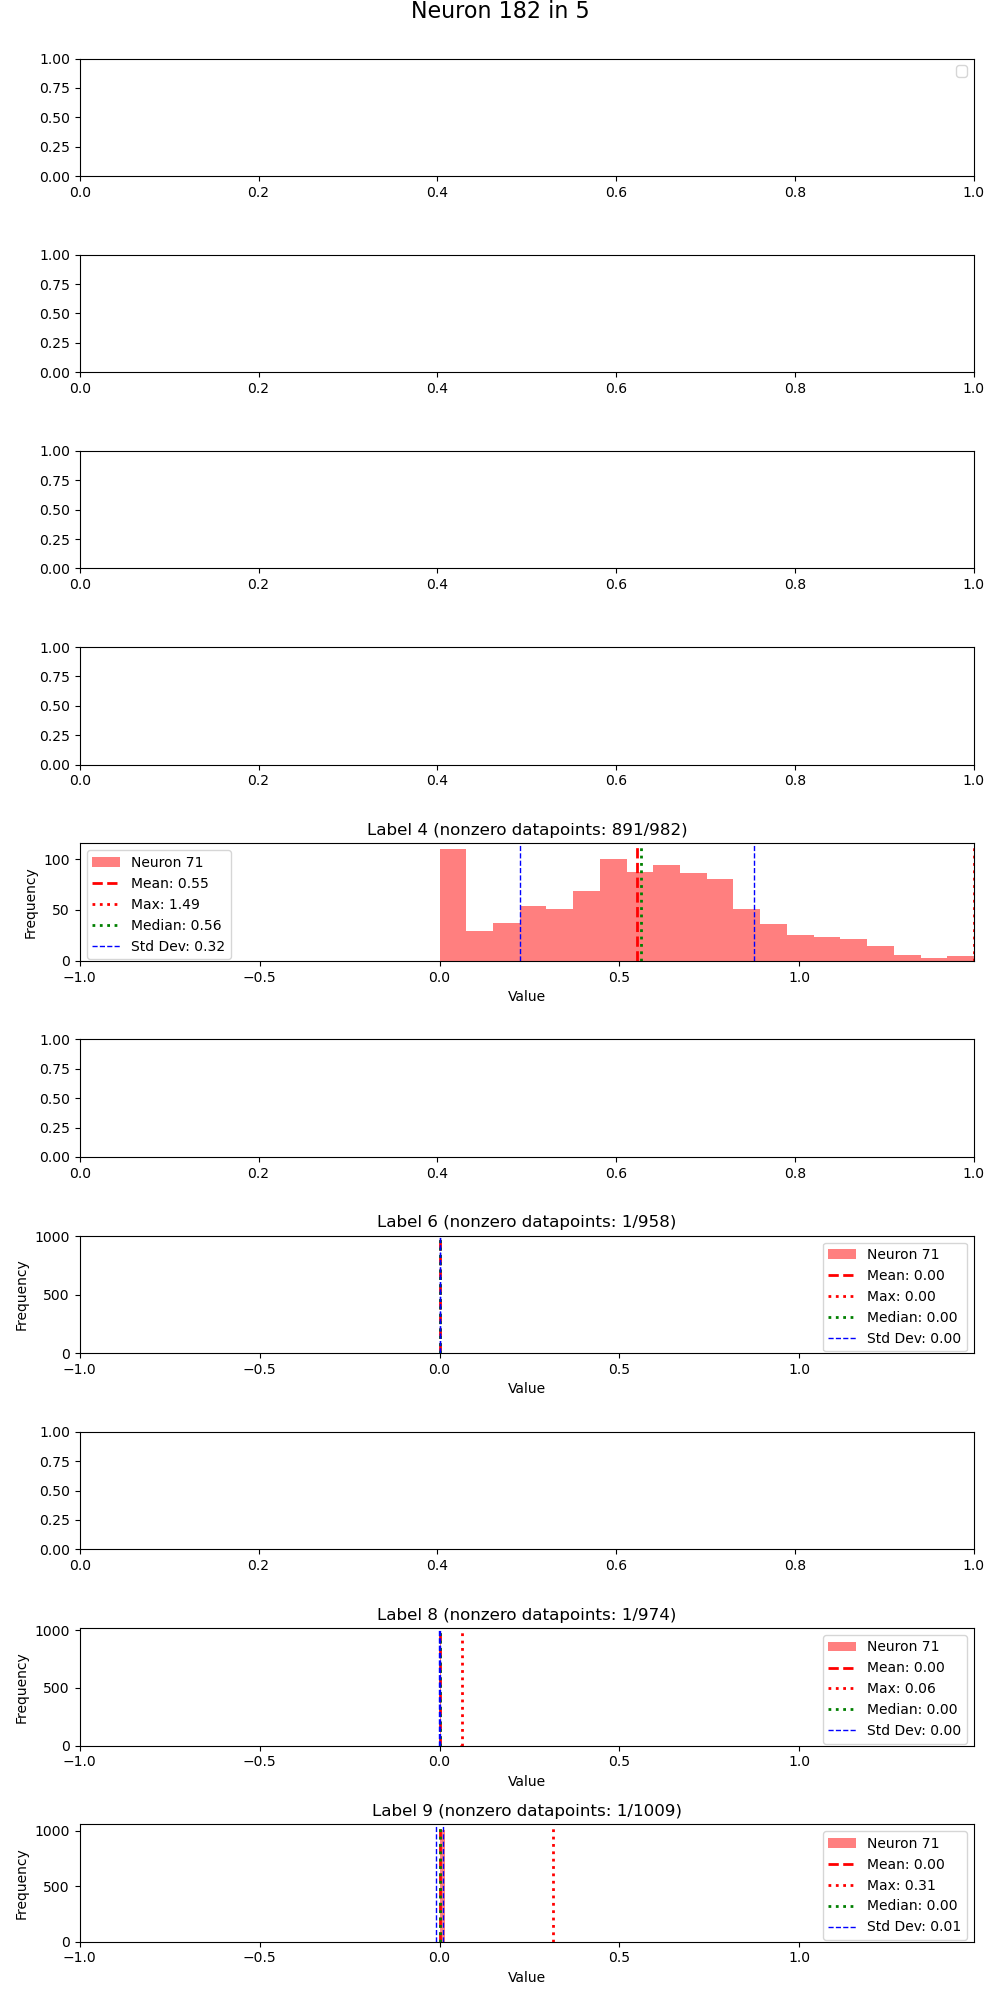 Neuron 182 in 5
1.00
0.75
0.50
0.25
0.00
0.0 0.2 0.4 0.6 0.8 1.0
1.00
0.75
0.50
0.25
0.00
0.0 0.2 0.4 0.6 0.8 1.0
1.00
0.75
0.50
0.25
0.00
0.0 0.2 0.4 0.6 0.8 1.0
1.00
0.75
0.50
0.25
0.00
0.0 0.2 0.4 0.6 0.8 1.0
Label 4 (nonzero datapoints: 891/982)
Frequency
100
50
0
Neuron 71
Mean: 0.55
Max: 1.49
Median: 0.56
Std Dev: 0.32
−1.0 −0.5 0.0 0.5 1.0
Value
1.00
0.75
0.50
0.25
0.00
0.0 0.2 0.4 0.6 0.8 1.0
Label 6 (nonzero datapoints: 1/958)
Frequency
1000
500
0
Neuron 71
Mean: 0.00
Max: 0.00
Median: 0.00
Std Dev: 0.00
−1.0 −0.5 0.0 0.5 1.0
Value
1.00
0.75
0.50
0.25
0.00
0.0 0.2 0.4 0.6 0.8 1.0
Label 8 (nonzero datapoints: 1/974)
Frequency
1000
500
0
Neuron 71
Mean: 0.00
Max: 0.06
Median: 0.00
Std Dev: 0.00
−1.0 −0.5 0.0 0.5 1.0
Value
Label 9 (nonzero datapoints: 1/1009)
Frequency
1000
500
0
Neuron 71
Mean: 0.00
Max: 0.31
Median: 0.00
Std Dev: 0.01
−1.0 −0.5 0.0 0.5 1.0
Value